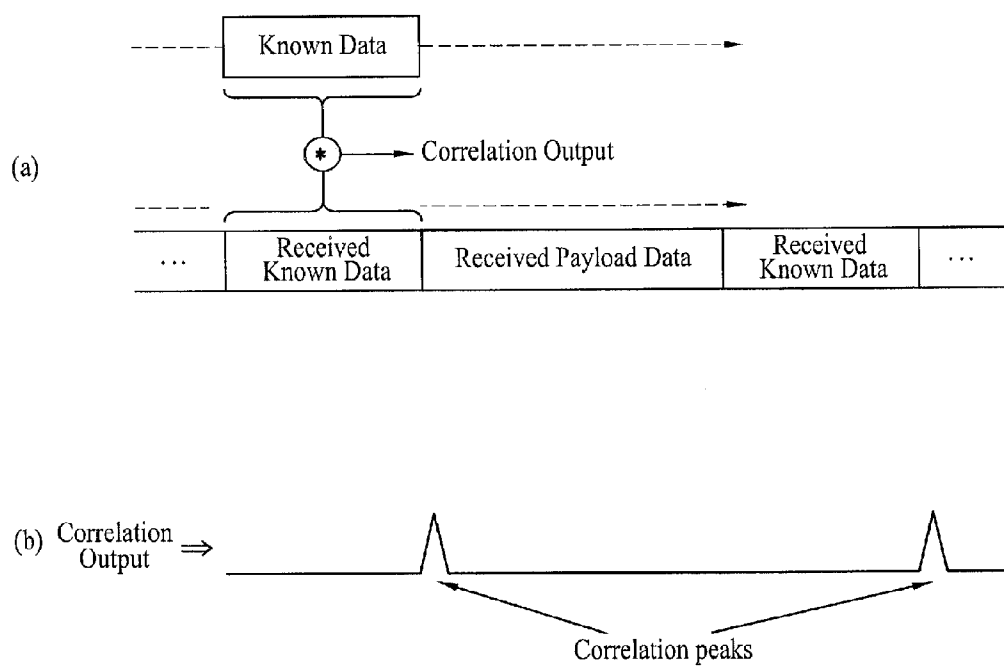 Known Data
(a)
*
Correlation Output
...
Received
Known Data
Received Payload Data
Received
Known Data
...
(b)
Correlation
Output
⇒
Correlation peaks